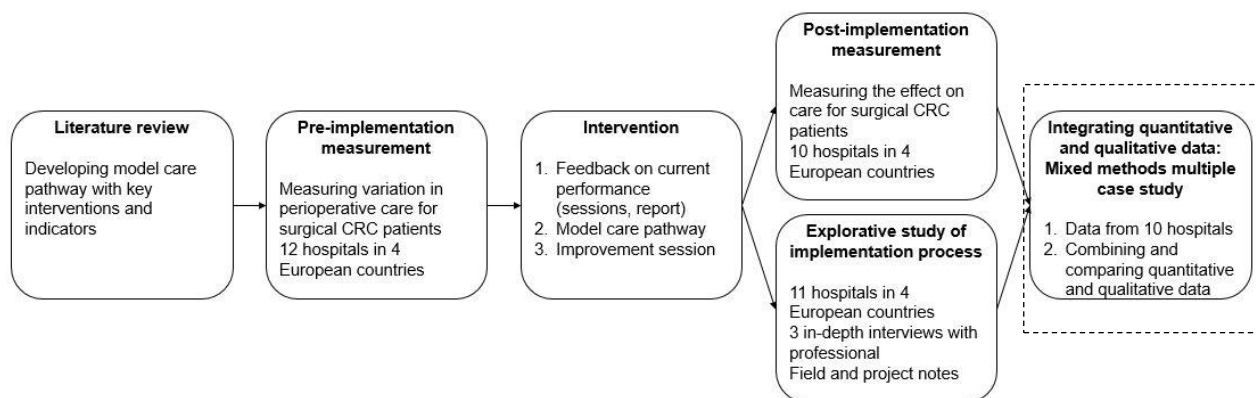 Literature review
Developing model care
pathway with key
interventions and
indicators
Pre-implementation
measurement
Measuring variation in
perioperative care for
surgical CRC patients
12 hospitals in 4
European countries
Intervention
1. Feedback on current
performance
(sessions, report)
2. Model care pathway
3. Improvement session
Post-implementation
measurement
Measuring the effect on
care for surgical CRC
patients
10 hospitals in 4
European countries
Explorative study of
implementation process
11 hospitals in 4
European countries
3 in-depth interviews with
professional
Field and project notes
Integrating quantitative
and qualitative data:
Mixed methods multiple
case study
1. Data from 10 hospitals
2. Combining and
comparing quantitative
and qualitative data